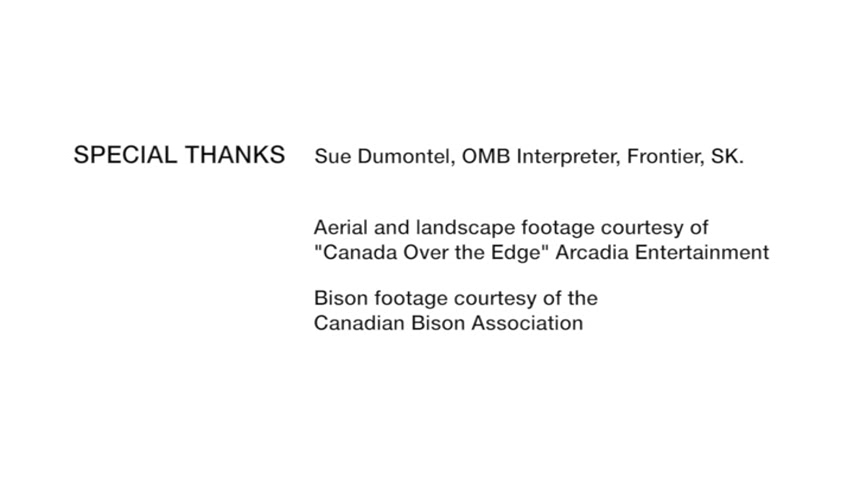 SPECIAL THANKS Sue Dumontel, OMB Interpreter, Frontier, SK.
Aerial and landscape footage courtesy of
"Canada Over the Edge" Arcadia Entertainment
Bison footage courtesy of the
Canadian Bison Association